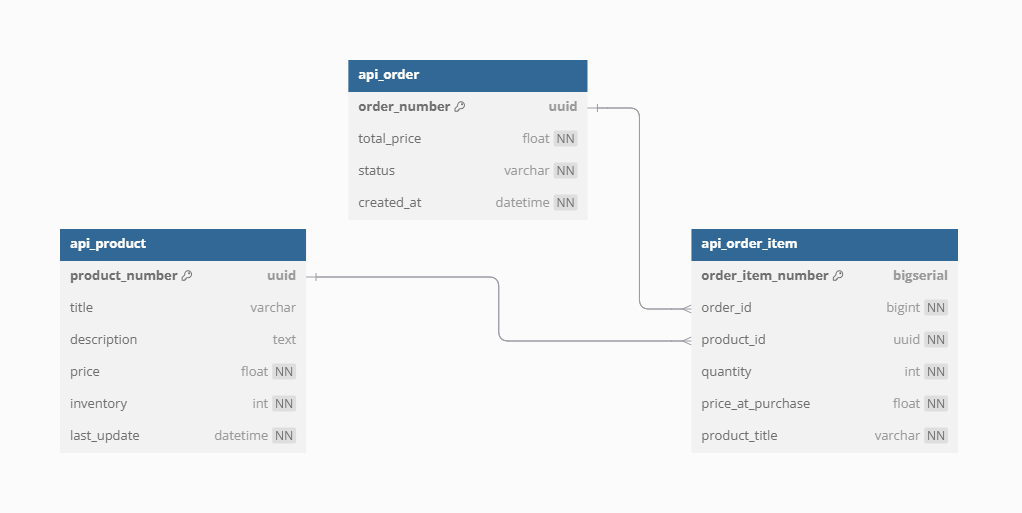 api_order
order_number uuid
total_price float NN
status varchar NN
created_at datetime NN
api_product
product_number uuid
title varchar
description text
price float NN
inventory int NN
last_update datetime NN
api_order_item
order_item_number bigserial
order_id bigint NN
product_id uuid NN
quantity int NN
price_at_purchase float NN
product_title varchar NN